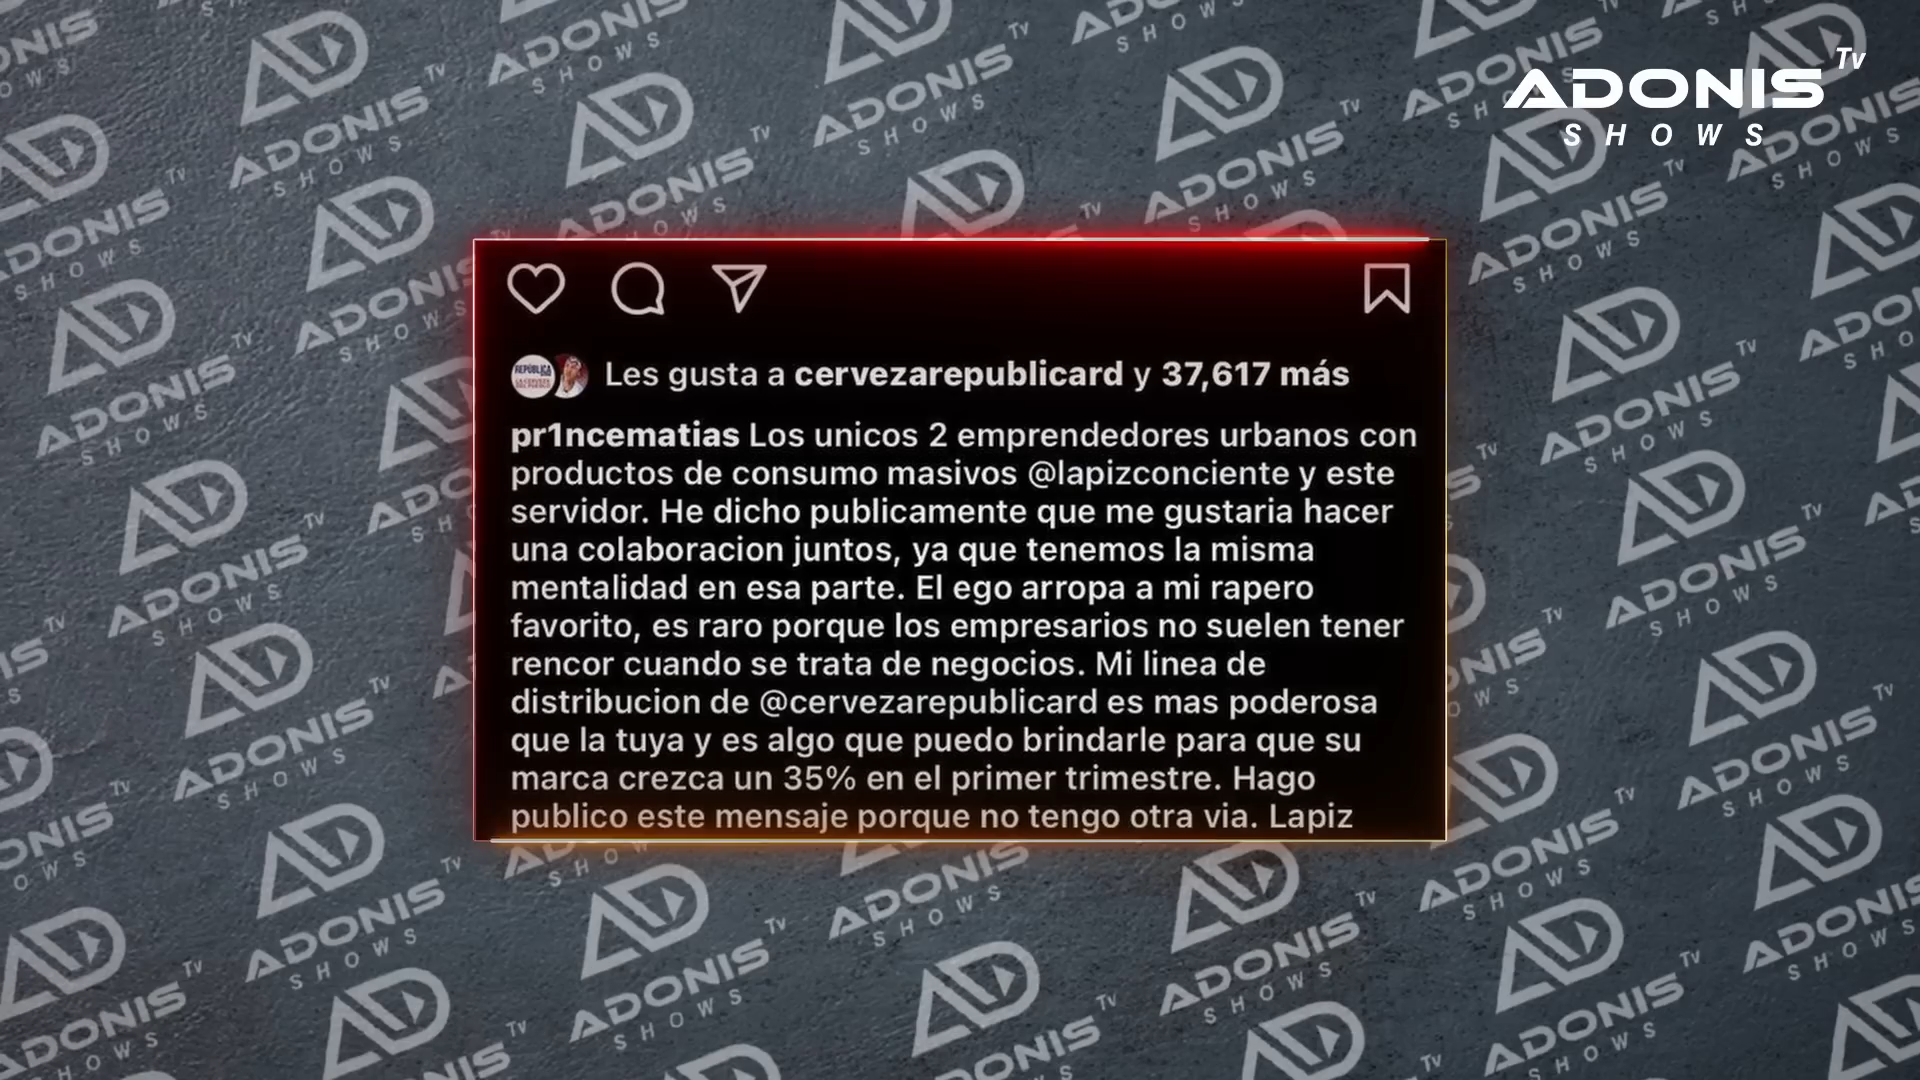 ADONIS Tv
SHOWS
Les gusta a cervezarepublicard y 37,617 más
pr1ncematias Los unicos 2 emprendedores urbanos con
productos de consumo masivos @lapizconciente y este
servidor. He dicho publicamente que me gustaria hacer
una colaboracion juntos, ya que tenemos la misma
mentalidad en esa parte. El ego arropa a mi rapero
favorito, es raro porque los empresarios no suelen tener
rencor cuando se trata de negocios. Mi linea de
distribucion de @cervezarepublicard es mas poderosa
que la tuya y es algo que puedo brindarle para que su
marca crezca un 35% en el primer trimestre. Hago
publico este mensaje porque no tengo otra via. Lapiz